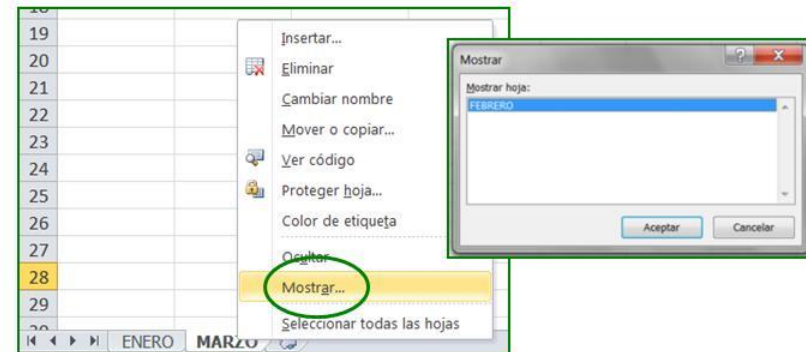 19
20
21
22
23
24
25
26
27
28
29
Insertar...
Eliminar
Cambiar nombre
Mover o copiar...
Ver código
Proteger hoja...
Color de etiqueta
Ocultar
Mostrar...
Seleccionar todas las hojas
ENERO MARZO
Mostrar
Mostrar hoja:
FEBRERO
Aceptar Cancelar